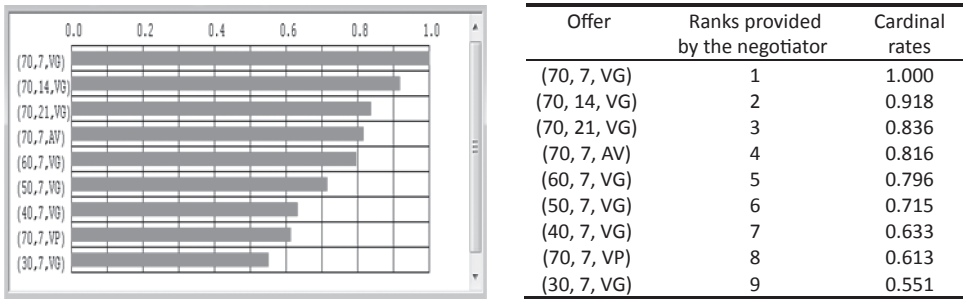 0.0 0.2 0.4 0.6 0.8 1.0
(70,7,VG)
(70,14,VG)
(70,21,VG)
(70,7,AV)
(60,7,VG)
(50,7,VG)
(40,7,VG)
(70,7,VP)
(30,7,VG)
Offer Ranks provided Cardinal
by the negotiator rates
(70, 7, VG) 1 1.000
(70, 14, VG) 2 0.918
(70, 21, VG) 3 0.836
(70, 7, AV) 4 0.816
(60, 7, VG) 5 0.796
(50, 7, VG) 6 0.715
(40, 7, VG) 7 0.633
(70, 7, VP) 8 0.613
(30, 7, VG) 9 0.551